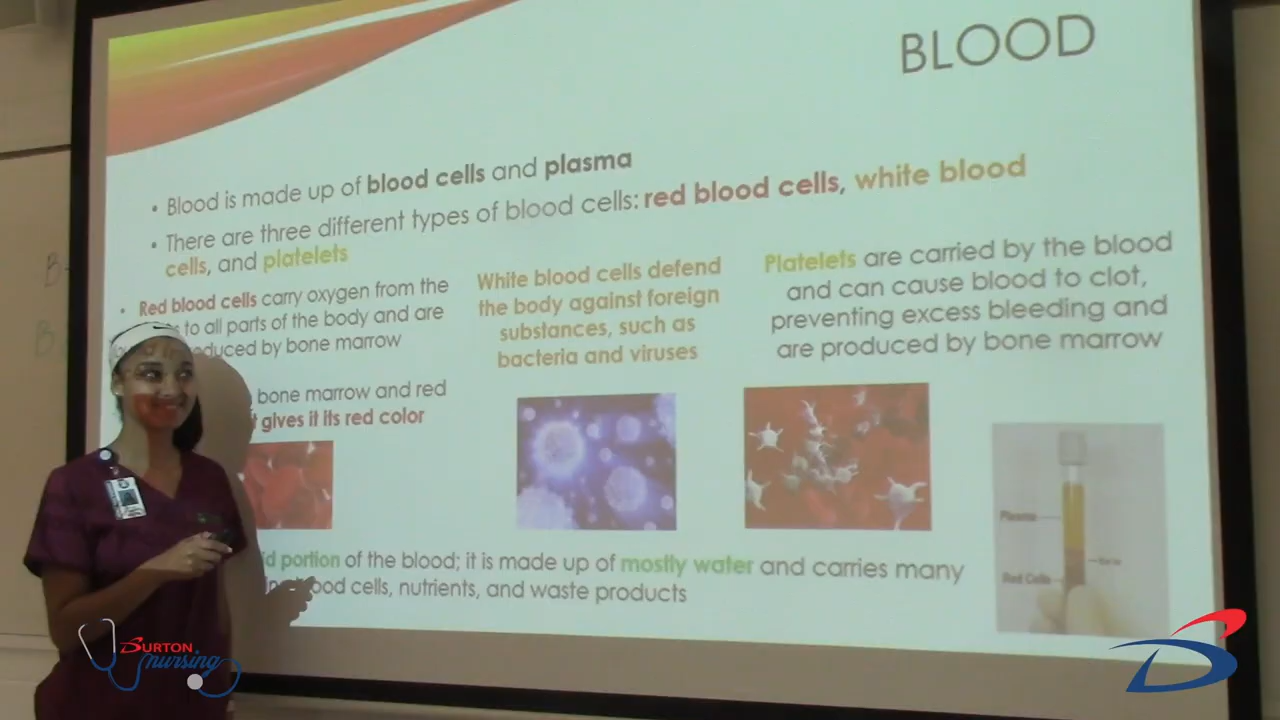 BLOOD
• Blood is made up of blood cells and plasma
• There are three different types of blood cells: red blood cells, white blood
cells, and platelets
• Red blood cells carry oxygen from the
to all parts of the body and are
duced by bone marrow
bone marrow and red
gives it its red color
White blood cells defend
the body against foreign
substances, such as
bacteria and viruses
Platelets are carried by the blood
and can cause blood to clot,
preventing excess bleeding and
are produced by bone marrow
Plasma
Red Cells
d portion of the blood; it is made up of mostly water and carries many
ood cells, nutrients, and waste products
BURTON
nursing
B